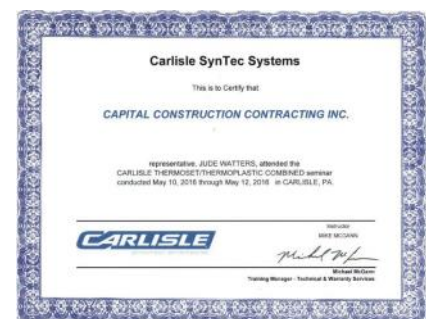 Carlisle SynTec Systems
This is to Certify that
CAPITAL CONSTRUCTION CONTRACTING INC.
representative, JUDE WATTERS, attended the
CARLISLE THERMOSET/THERMOPLASTIC COMBINED seminar
conducted May 10, 2016 through May 12, 2016 in CARLISLE, PA.
Instructor
MIKE MCGANN
CARLISLE
Michael McGann
Training Manager - Technical & Warranty Services